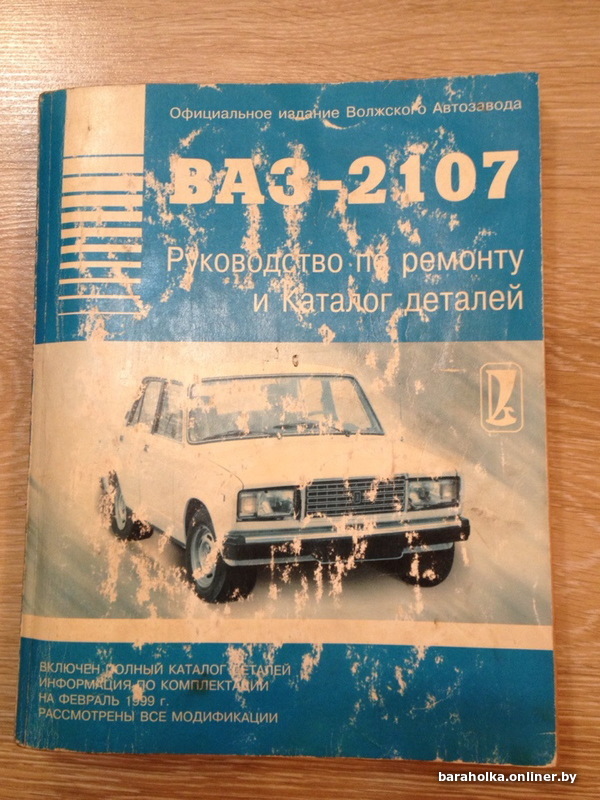 Официальное издание Волжского Автозавода
ВАЗ-2107
Руководство по ремонту
и Каталог деталей
ВКЛЮЧЕН ПОЛНЫЙ КАТАЛОГ ДЕТАЛЕЙ
ИНФОРМАЦИЯ ПО КОМПЛЕКТАЦИИ
НА ФЕВРАЛЬ 1999 г.
РАССМОТРЕНЫ ВСЕ МОДИФИКАЦИИ
baraholka.onliner.by